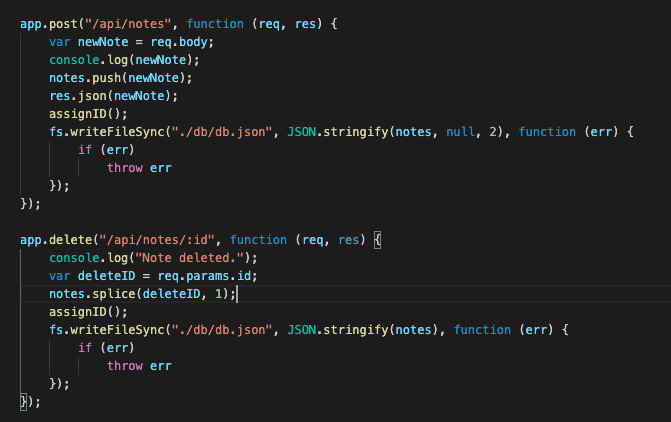 app.post("/api/notes", function (req, res) {
    var newNote = req.body;
    console.log(newNote);
    notes.push(newNote);
    res.json(newNote);
    assignID();
    fs.writeFileSync("./db/db.json", JSON.stringify(notes, null, 2), function (err) {
        if (err)
            throw err
    });
});

app.delete("/api/notes/:id", function (req, res) {
    console.log("Note deleted.");
    var deleteID = req.params.id;
    notes.splice(deleteID, 1);
    assignID();
    fs.writeFileSync("./db/db.json", JSON.stringify(notes), function (err) {
        if (err)
            throw err
    });
});